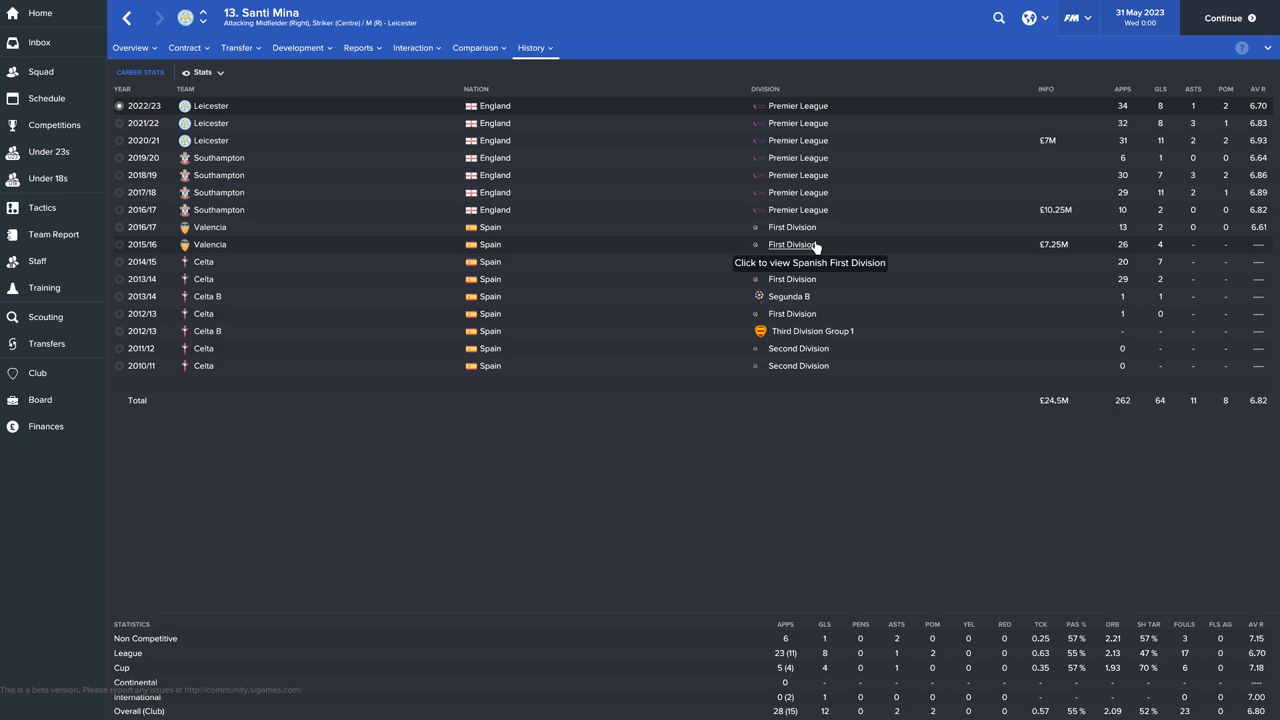 Home
Inbox
Squad
Schedule
Competitions
Under 23s
Under 18s
Tactics
Team Report
Staff
Training
Scouting
Transfers
Club
Board
Finances
13. Santi Mina
Attacking Midfielder (Right), Striker (Centre) / M (R) - Leicester
FM
31 May 2023
Wed 0:00
Continue
Overview Contract Transfer Development Reports Interaction Comparison History ?
CAREER STATS Stats
YEAR TEAM NATION DIVISION INFO APPS GLS ASTS POM AV R
2022/23 Leicester England Premier League 34 8 1 2 6.70
2021/22 Leicester England Premier League 32 8 3 1 6.83
2020/21 Leicester England Premier League £7M 31 11 2 2 6.93
2019/20 Southampton England Premier League 6 1 0 0 6.64
2018/19 Southampton England Premier League 30 7 3 2 6.86
2017/18 Southampton England Premier League 29 11 2 1 6.89
2016/17 Southampton England Premier League £10.25M 10 2 0 0 6.82
2016/17 Valencia Spain First Division 13 2 0 0 6.61
2015/16 Valencia Spain First Division £7.25M 26 4 - - ----
2014/15 Celta Spain 20 7 - - ----
Click to view Spanish First Division
2013/14 Celta Spain First Division 29 2 - - ----
2013/14 Celta B Spain Segunda B 1 1 - - ----
2012/13 Celta Spain First Division 1 0 - - ----
2012/13 Celta B Spain Third Division Group 1 - - - - ----
2011/12 Celta Spain Second Division 0 - - - ----
2010/11 Celta Spain Second Division 0 - - - ----
Total £24.5M 262 64 11 8 6.82
STATISTICS APPS GLS PENS ASTS POM YEL RED TCK PAS % DRB SH TAR FOULS FLS AG AV R
Non Competitive 6 1 0 2 0 0 0 0.25 57 % 2.21 57 % 3 0 7.15
League 23 (11) 8 0 1 2 0 0 0.63 55 % 2.13 47 % 17 0 6.70
Cup 5 (4) 4 0 1 0 0 0 0.35 57 % 1.93 70 % 6 0 7.18
Continental 0 - - - - - - - - - - - - -
This is a beta version. Please report any issues at http://community.sigames.com/
International 0 (2) 1 0 0 0 0 0 - - - - 0 0 7.00
Overall (Club) 28 (15) 12 0 2 2 0 0 0.57 55 % 2.09 52 % 23 0 6.80